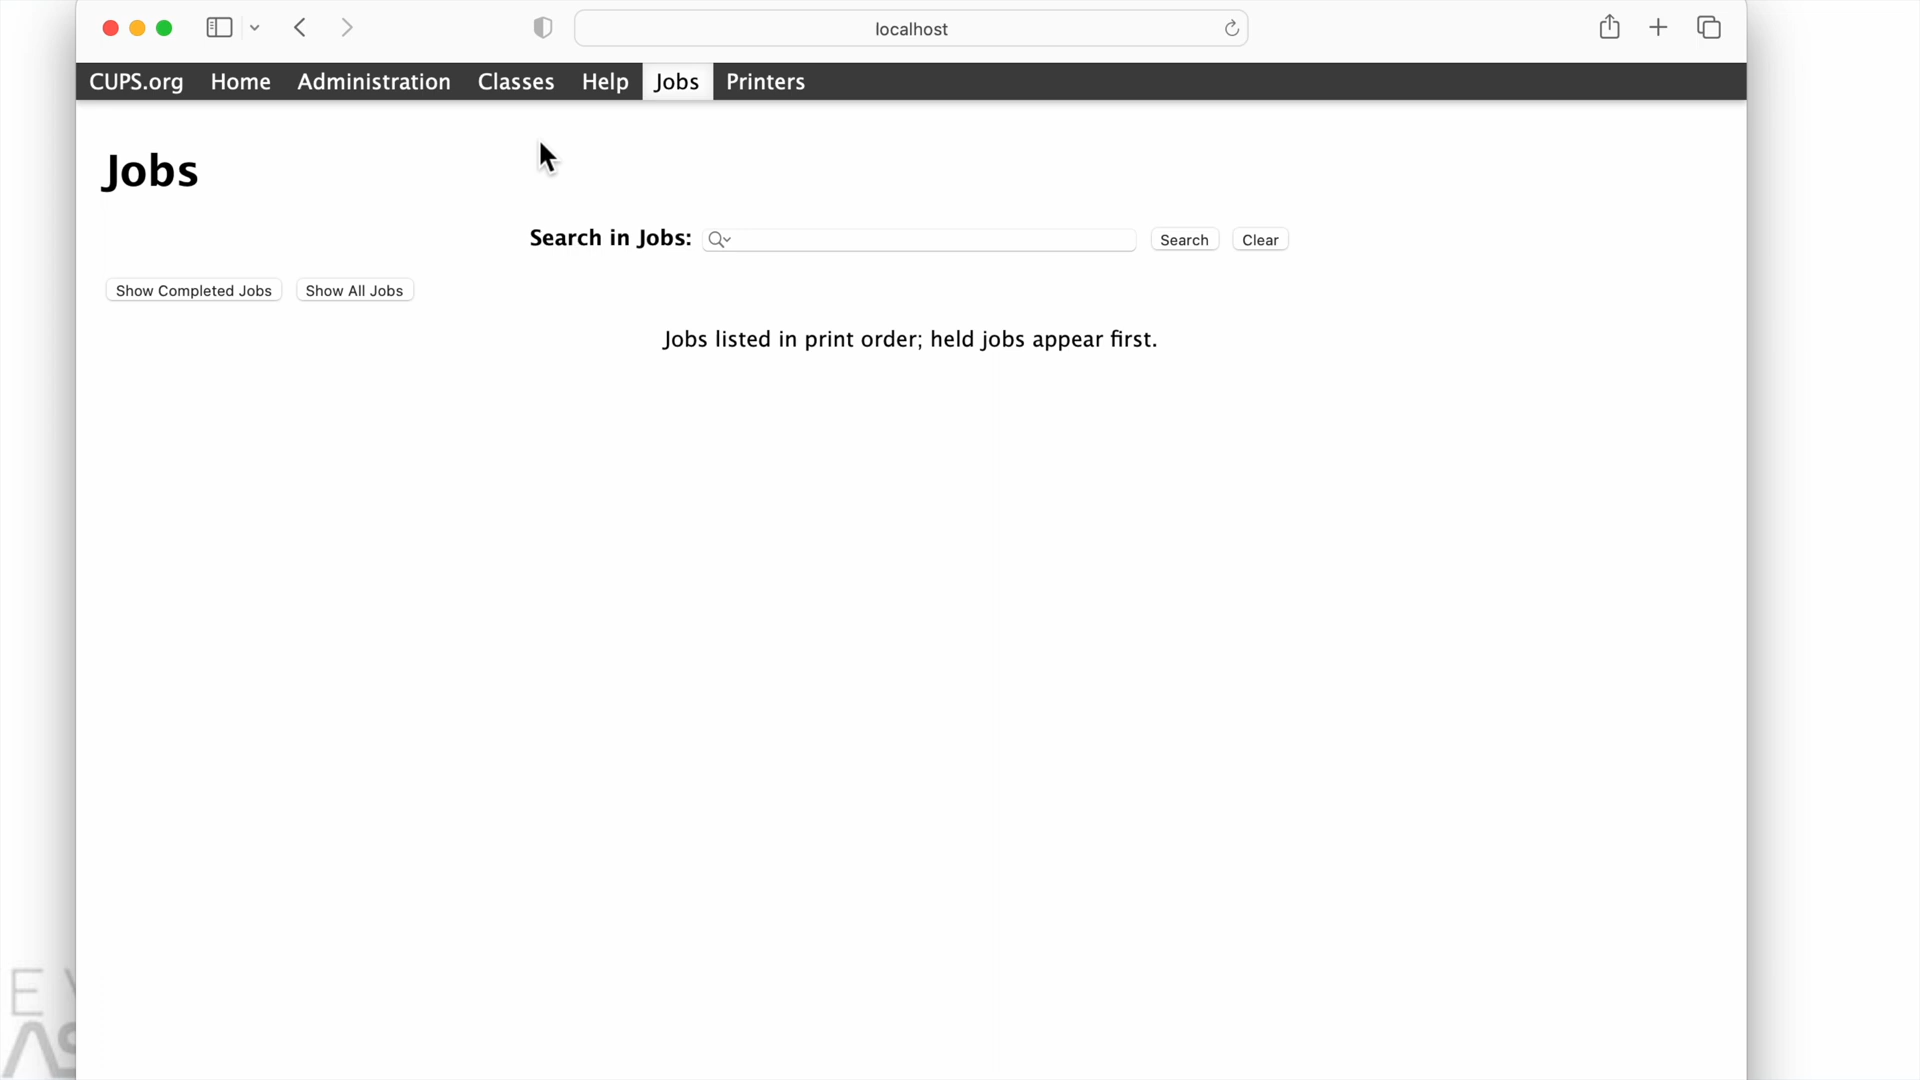 localhost
CUPS.org Home Administration Classes Help Jobs Printers
Jobs
Search in Jobs: Search Clear
Show Completed Jobs Show All Jobs
Jobs listed in print order; held jobs appear first.